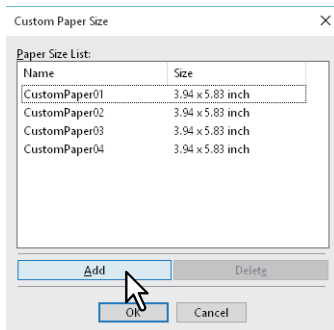 Custom Paper Size
Paper Size List:
Name Size
CustomPaper01 3.94 x 5.83 inch
CustomPaper02 3.94 x 5.83 inch
CustomPaper03 3.94 x 5.83 inch
CustomPaper04 3.94 x 5.83 inch
Add Delete
OK Cancel